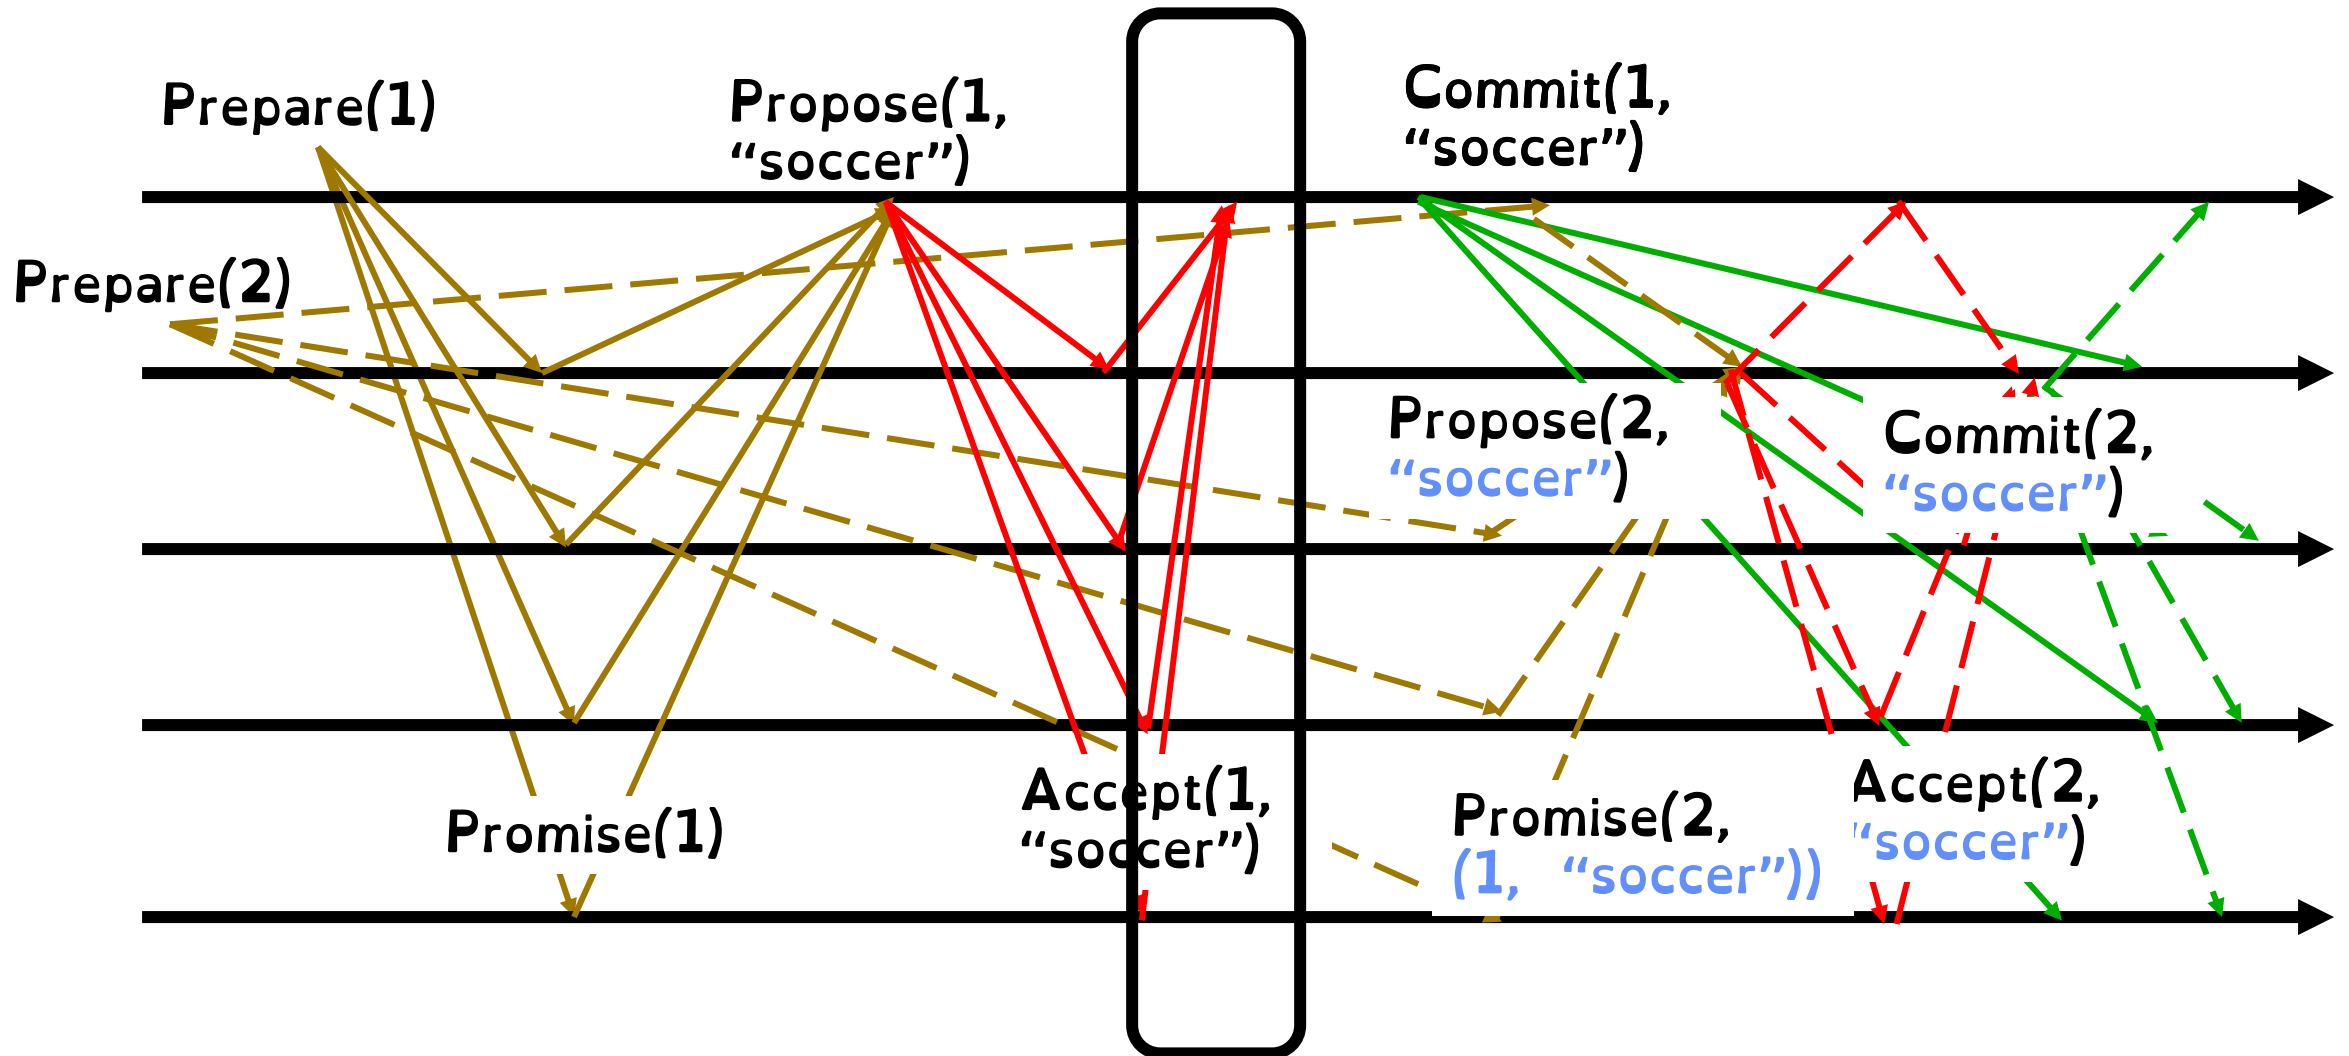 Prepare(1)
Propose(1,
“soccer”)
Commit(1,
“soccer”)
Prepare(2)
Propose(2,
“soccer”)
Commit(2,
“soccer”)
Promise(1)
Accept(1,
“soccer”)
Promise(2,
(1, “soccer”))
Accept(2,
“soccer”)